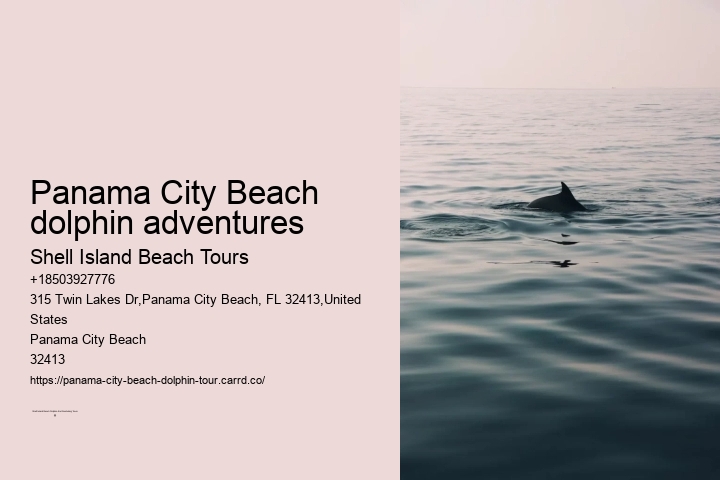 Panama City Beach
dolphin adventures
Shell Island Beach Tours
+18503927776
315 Twin Lakes Dr,Panama City Beach, FL 32413,United
States
Panama City Beach
32413
https://panama-city-beach-dolphin-tour.carrd.co/